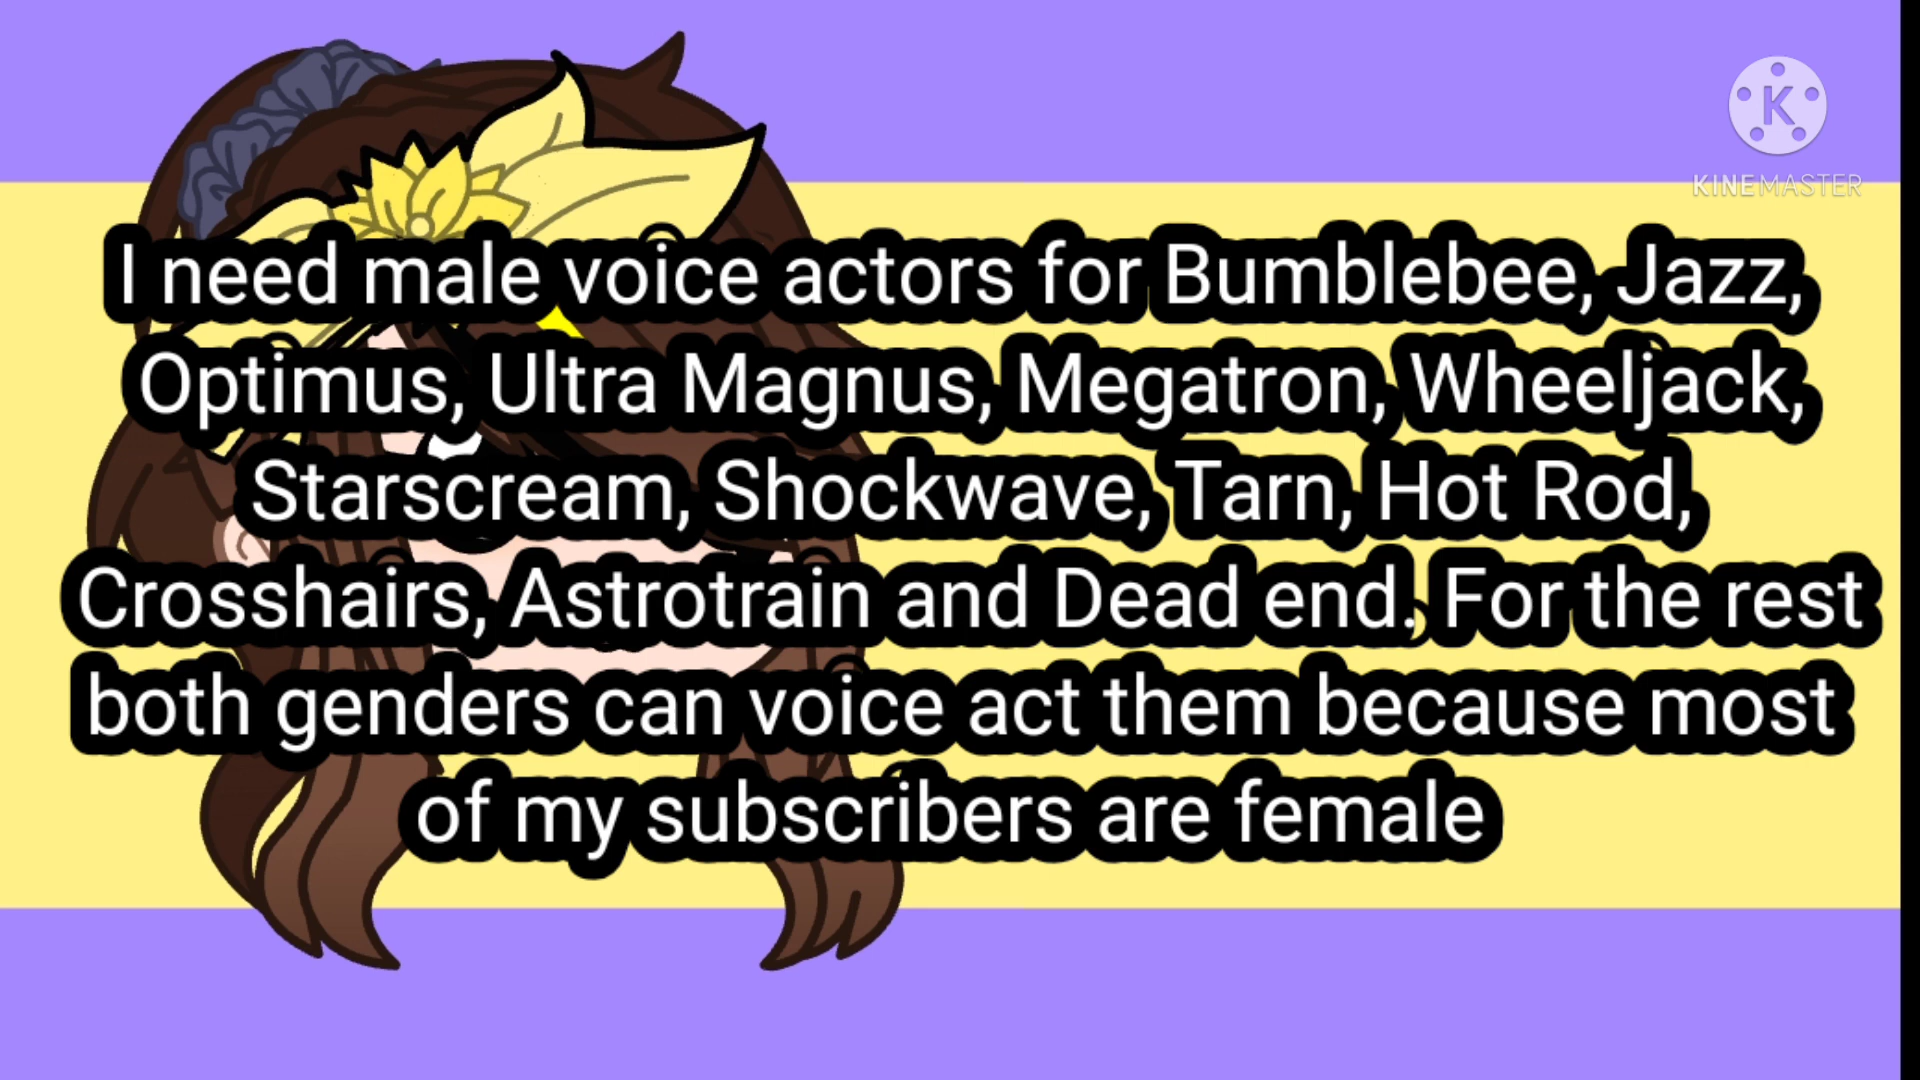 K
KINEMASTER
I need male voice actors for Bumblebee, Jazz,
Optimus, Ultra Magnus, Megatron, Wheeljack,
Starscream, Shockwave, Tarn, Hot Rod,
Crosshairs, Astrotrain and Dead end. For the rest
both genders can voice act them because most
of my subscribers are female